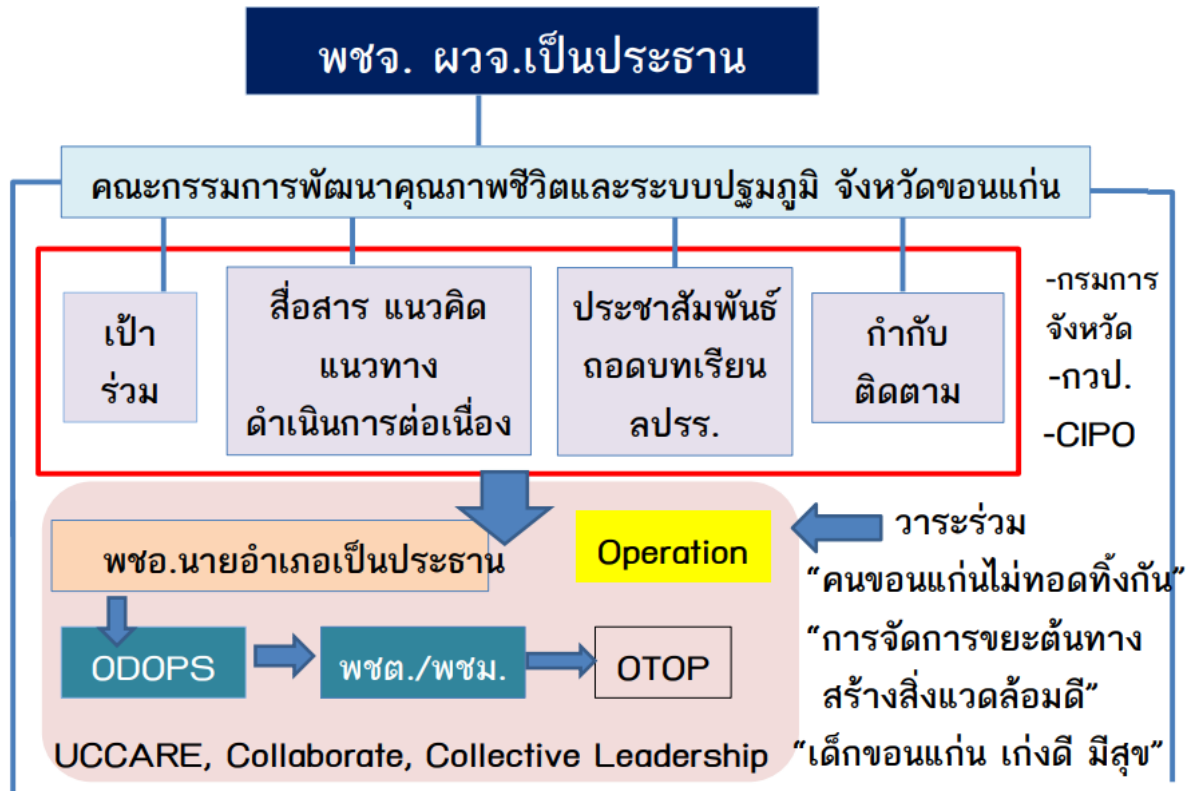 พชจ. ผวจ.เป็นประธาน
คณะกรรมการพัฒนาคุณภาพชีวิตและระบบปฐมภูมิ จังหวัดขอนแก่น
เป้า
ร่วม
สื่อสาร แนวคิด
แนวทาง
ดำเนินการต่อเนื่อง
ประชาสัมพันธ์
ถอดบทเรียน
ลปรร.
กำกับ
ติดตาม
-กรมการ
จังหวัด
-กวป.
-CIPO
พชอ.นายอำเภอเป็นประธาน
Operation
ODOPS
พชต./พชม.
OTOP
UCCARE, Collaborate, Collective Leadership
วาระร่วม
“คนขอนแก่นไม่ทอดทิ้งกัน”
“การจัดการขยะต้นทาง
สร้างสิ่งแวดล้อมดี”
“เด็กขอนแก่น เก่งดี มีสุข”